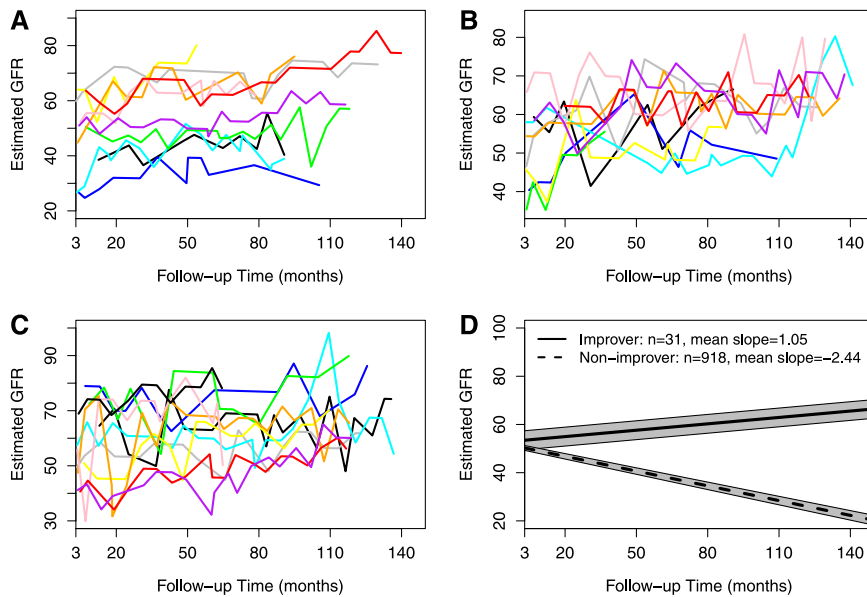 A
Estimated GFR
80
60
40
20
3 20 50 80 110 140
Follow−up Time (months)
B
Estimated GFR
80
70
60
50
40
3 20 50 80 110 140
Follow−up Time (months)
C
Estimated GFR
90
70
50
30
3 20 50 80 110 140
Follow−up Time (months)
D
Estimated GFR
100
80
60
40
20
Improver: n=31, mean slope=1.05
Non−improver: n=918, mean slope=−2.44
3 20 50 80 110 140
Follow−up Time (months)